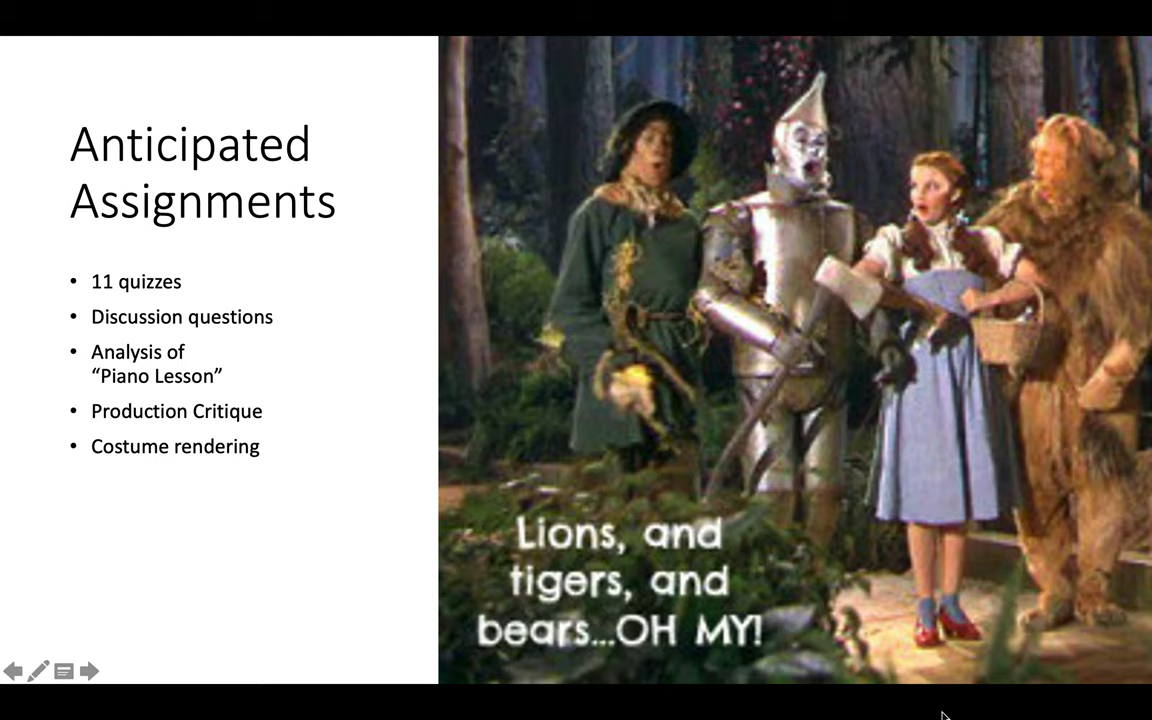 Anticipated
Assignments
• 11 quizzes
• Discussion questions
• Analysis of
“Piano Lesson”
• Production Critique
• Costume rendering
Lions, and
tigers, and
bears...OH MY!